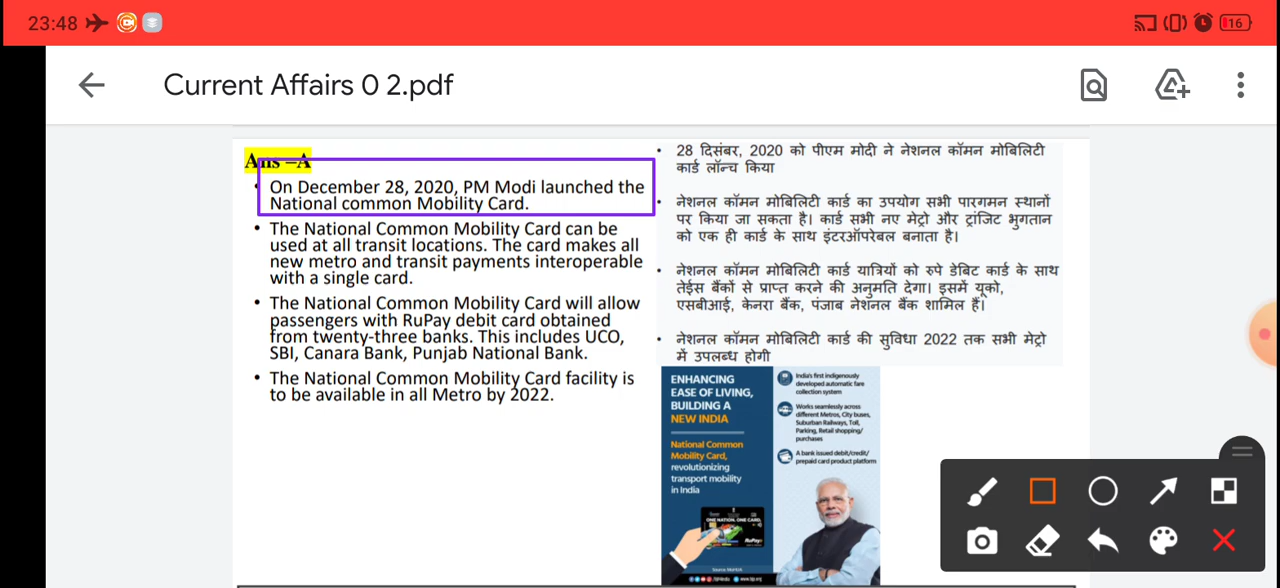 23:48
16
Current Affairs 0 2.pdf
Ans –A
• On December 28, 2020, PM Modi launched the
National common Mobility Card.
• The National Common Mobility Card can be
used at all transit locations. The card makes all
new metro and transit payments interoperable
with a single card.
• The National Common Mobility Card will allow
passengers with RuPay debit card obtained
from twenty-three banks. This includes UCO,
SBI, Canara Bank, Punjab National Bank.
• The National Common Mobility Card facility is
to be available in all Metro by 2022.
• 28 दिसंबर, 2020 को पीएम मोदी ने नेशनल कॉमन मोबिलिटी
कार्ड लॉन्च किया
• नेशनल कॉमन मोबिलिटी कार्ड का उपयोग सभी पारगमन स्थानों
पर किया जा सकता है। कार्ड सभी नए मेट्रो और ट्रांजिट भुगतान
को एक ही कार्ड के साथ इंटरऑपरेबल बनाता है।
• नेशनल कॉमन मोबिलिटी कार्ड यात्रियों को रुपे डेबिट कार्ड के साथ
तेईस बैंकों से प्राप्त करने की अनुमति देगा। इसमें यूको,
एसबीआई, केनरा बैंक, पंजाब नेशनल बैंक शामिल हैं।
• नेशनल कॉमन मोबिलिटी कार्ड की सुविधा 2022 तक सभी मेट्रो
में उपलब्ध होगी
ENHANCING
EASE OF LIVING,
BUILDING A
NEW INDIA
National Common
Mobility Card,
revolutionizing
transport mobility
in India
India's first indigenously
developed automatic fare
collection system
Works seamlessly across
different Metros, City buses,
Suburban Railways, Toll,
Parking, Retail shopping/
purchases
A bank issued debit/credit/
prepaid card product platform
ONE NATION, ONE CARD
RuPay
www.bjp.org